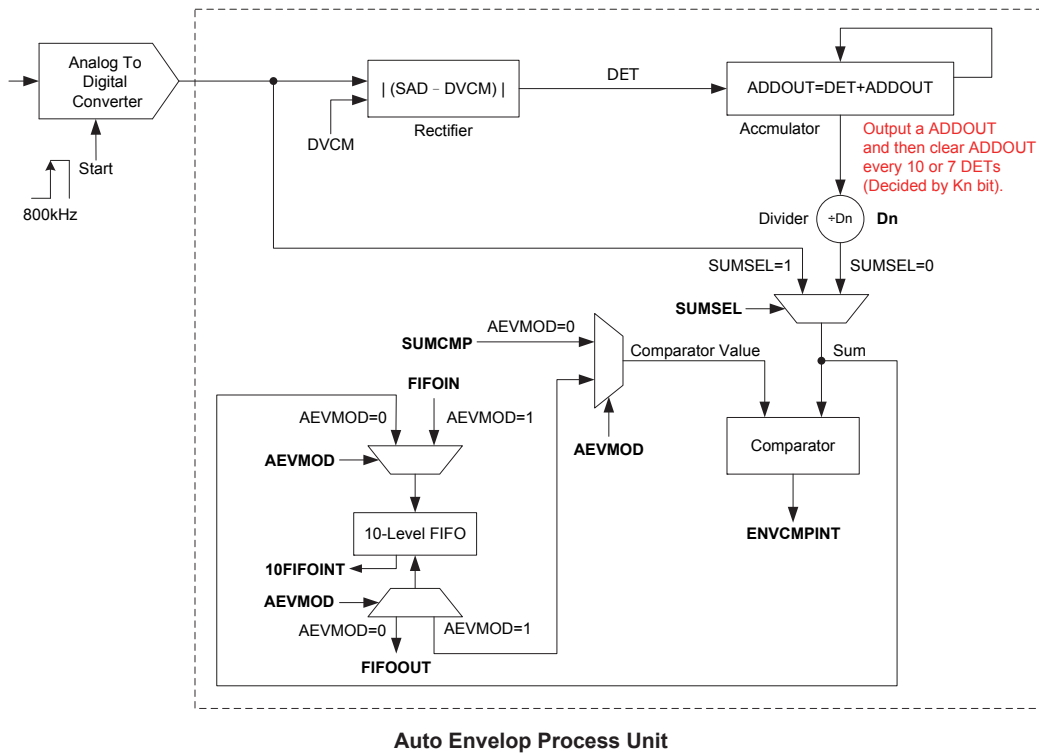 Analog To
Digital
Converter
Start
800kHz
| (SAD – DVCM) |
Rectifier
DVCM
DET
ADDOUT=DET+ADDOUT
Accmulator
Output a ADDOUT
and then clear ADDOUT
every 10 or 7 DETs
(Decided by Kn bit).
Divider
÷Dn
Dn
SUMSEL=1
SUMSEL=0
SUMSEL
AEVMOD=0
SUMCMP
Comparator Value
Sum
FIFOIN
AEVMOD=0
AEVMOD=1
AEVMOD
AEVMOD
Comparator
10-Level FIFO
ENVCMPINT
10FIFOINT
AEVMOD
AEVMOD=0
AEVMOD=1
FIFOOUT
Auto Envelop Process Unit